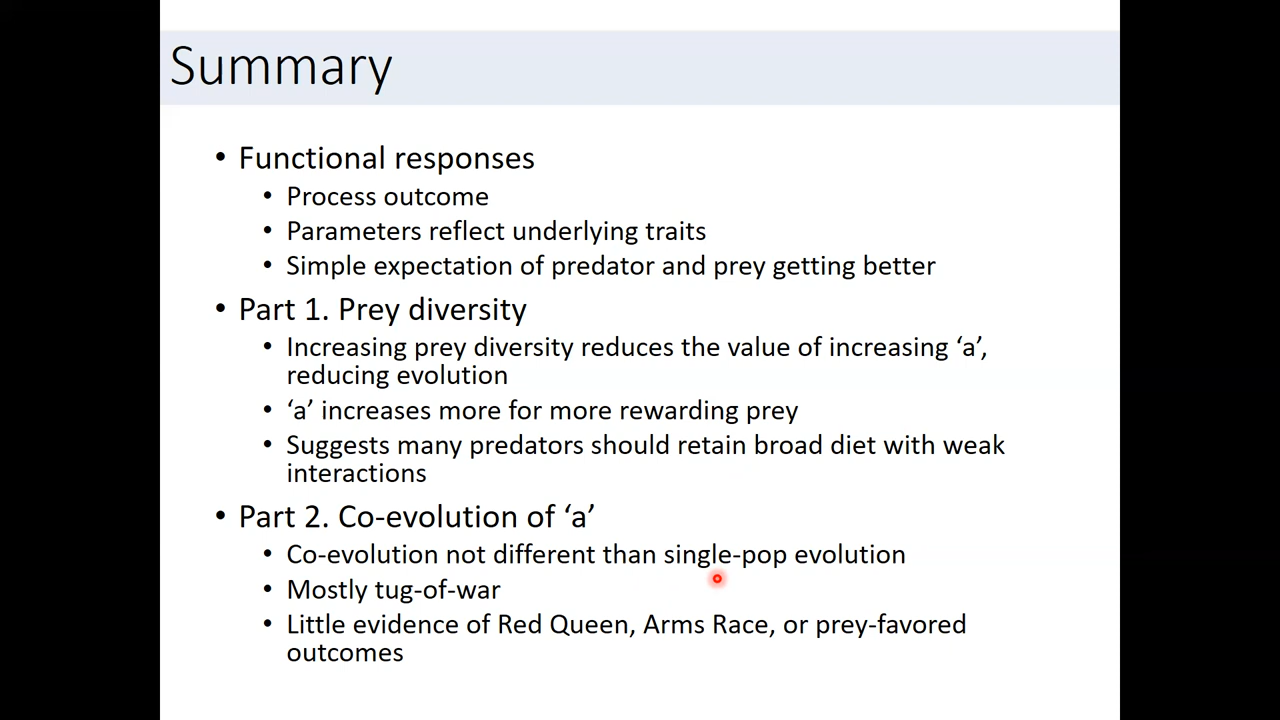 Summary
• Functional responses
• Process outcome
• Parameters reflect underlying traits
• Simple expectation of predator and prey getting better
• Part 1. Prey diversity
• Increasing prey diversity reduces the value of increasing ‘a’,
reducing evolution
• ‘a’ increases more for more rewarding prey
• Suggests many predators should retain broad diet with weak
interactions
• Part 2. Co-evolution of ‘a’
• Co-evolution not different than single-pop evolution
• Mostly tug-of-war
• Little evidence of Red Queen, Arms Race, or prey-favored
outcomes